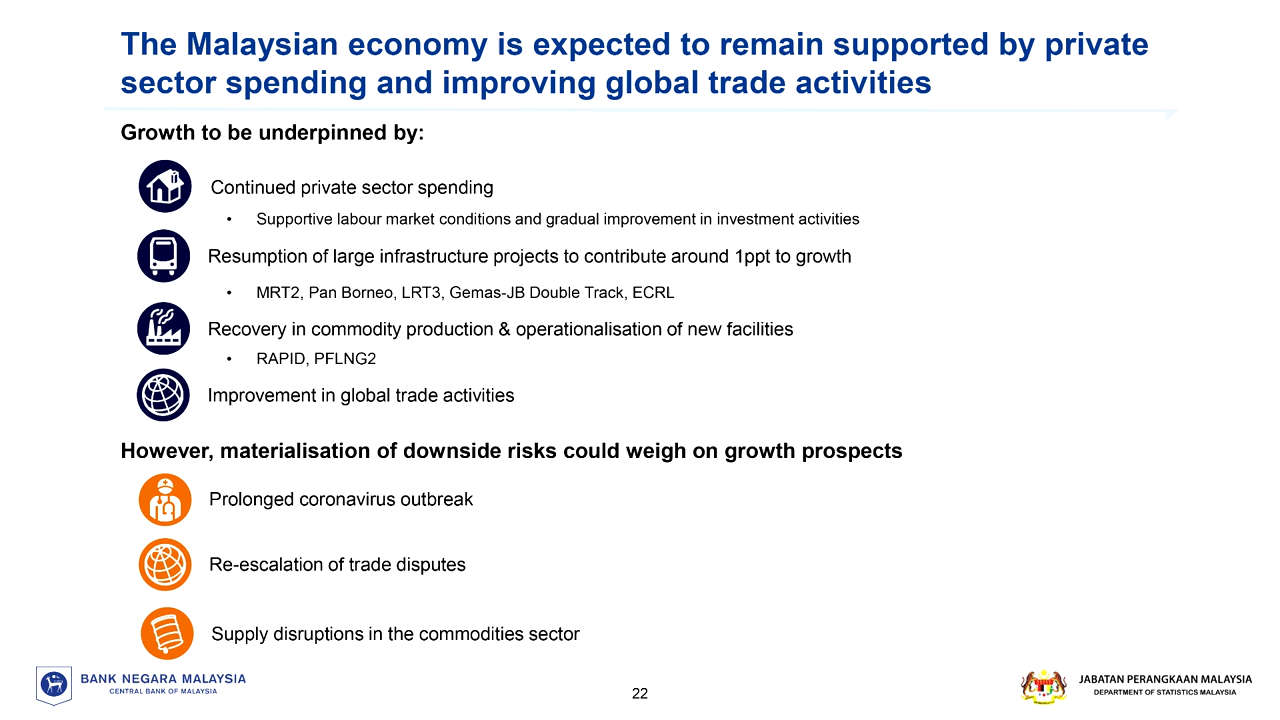 The Malaysian economy is expected to remain supported by private
sector spending and improving global trade activities
Growth to be underpinned by:
Continued private sector spending
• Supportive labour market conditions and gradual improvement in investment activities
Resumption of large infrastructure projects to contribute around 1ppt to growth
• MRT2, Pan Borneo, LRT3, Gemas-JB Double Track, ECRL
Recovery in commodity production & operationalisation of new facilities
• RAPID, PFLNG2
Improvement in global trade activities
However, materialisation of downside risks could weigh on growth prospects
Prolonged coronavirus outbreak
Re-escalation of trade disputes
Supply disruptions in the commodities sector
BANK NEGARA MALAYSIA
CENTRAL BANK OF MALAYSIA
22
JABATAN PERANGKAAN MALAYSIA
DEPARTMENT OF STATISTICS MALAYSIA